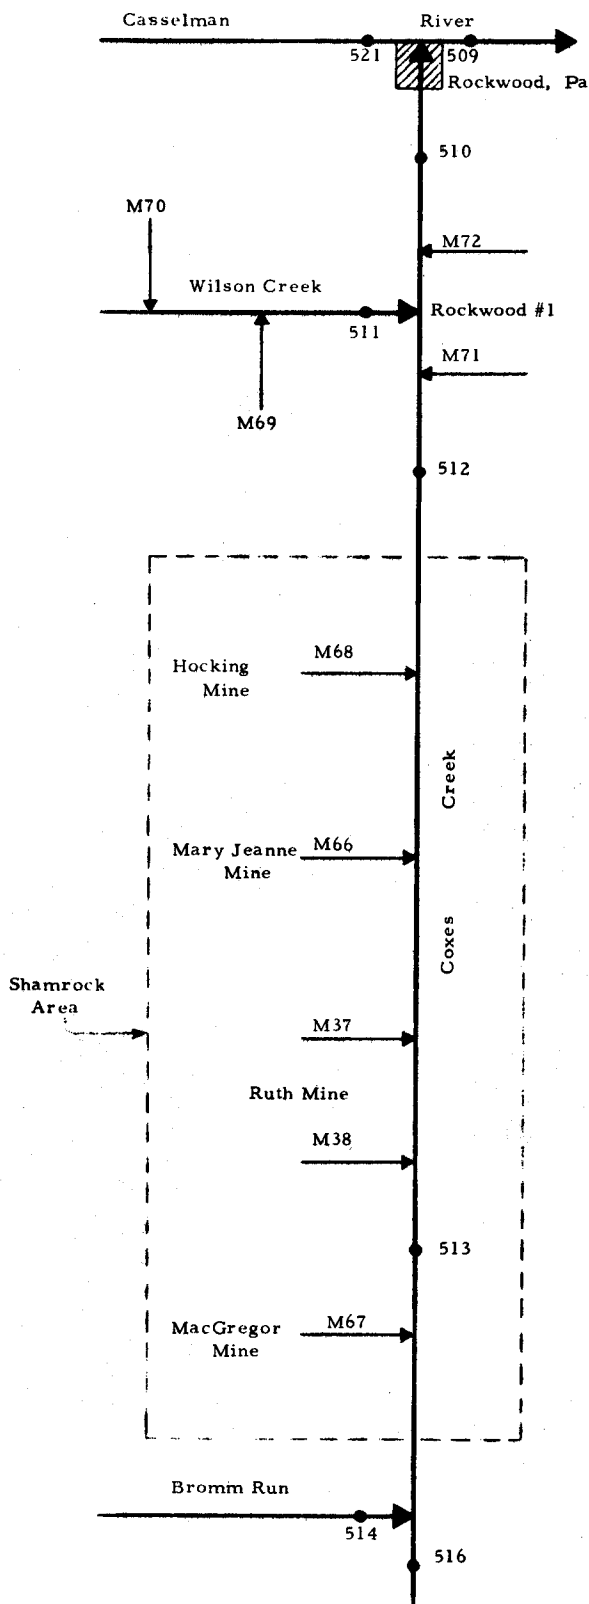 Casselman River
521 509
Rockwood, Pa
510
M70
M72
Wilson Creek
Rockwood #1
511
M71
M69
512
M68
Hocking
Mine
Creek
M66
Mary Jeanne
Mine
Coxes
Shamrock
Area
M37
Ruth Mine
M38
513
M67
MacGregor
Mine
Bromm Run
514
516